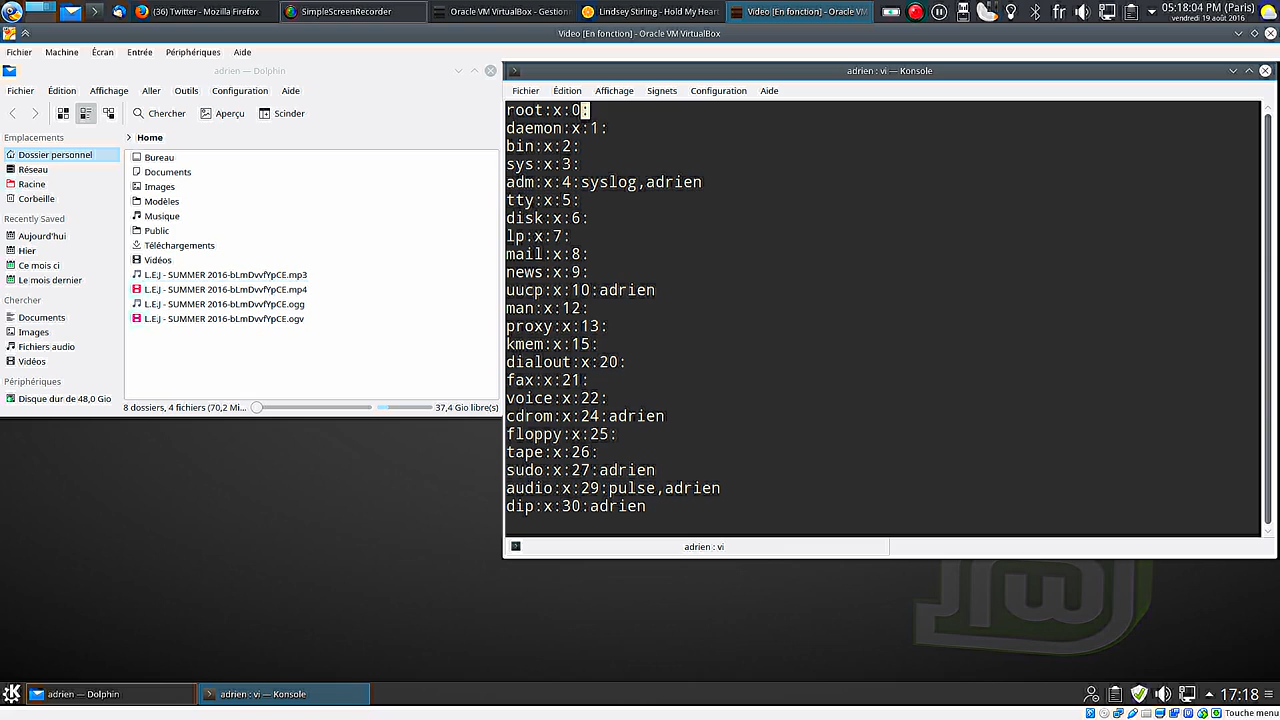 (36) Twitter - Mozilla Firefox
SimpleScreenRecorder
Oracle VM VirtualBox - Gestion
Lindsey Stirling - Hold My Hear
Video [En fonction] - Oracle VM
fr
05:18:04 PM (Paris)
vendredi 19 août 2016
Video [En fonction] - Oracle VM VirtualBox
Fichier Machine Écran Entrée Périphériques Aide
adrien — Dolphin
Fichier Édition Affichage Aller Outils Configuration Aide
Chercher Aperçu Scinder
Emplacements
Dossier personnel
Réseau
Racine
Corbeille
Recently Saved
Aujourd'hui
Hier
Ce mois ci
Le mois dernier
Chercher
Documents
Images
Fichiers audio
Vidéos
Périphériques
Disque dur de 48,0 Gio
Home
Bureau
Documents
Images
Modèles
Musique
Public
Téléchargements
Vidéos
L.E.J - SUMMER 2016-bLmDvvfYpCE.mp3
L.E.J - SUMMER 2016-bLmDvvfYpCE.mp4
L.E.J - SUMMER 2016-bLmDvvfYpCE.ogg
L.E.J - SUMMER 2016-bLmDvvfYpCE.ogv
8 dossiers, 4 fichiers (70,2 Mi...
37,4 Gio libre(s)
adrien : vi — Konsole
Fichier Édition Affichage Signets Configuration Aide
root:x:0:
daemon:x:1:
bin:x:2:
sys:x:3:
adm:x:4:syslog,adrien
tty:x:5:
disk:x:6:
lp:x:7:
mail:x:8:
news:x:9:
uucp:x:10:adrien
man:x:12:
proxy:x:13:
kmem:x:15:
dialout:x:20:
fax:x:21:
voice:x:22:
cdrom:x:24:adrien
floppy:x:25:
tape:x:26:
sudo:x:27:adrien
audio:x:29:pulse,adrien
dip:x:30:adrien
adrien : vi
adrien — Dolphin
adrien : vi — Konsole
17:18
Touche menu